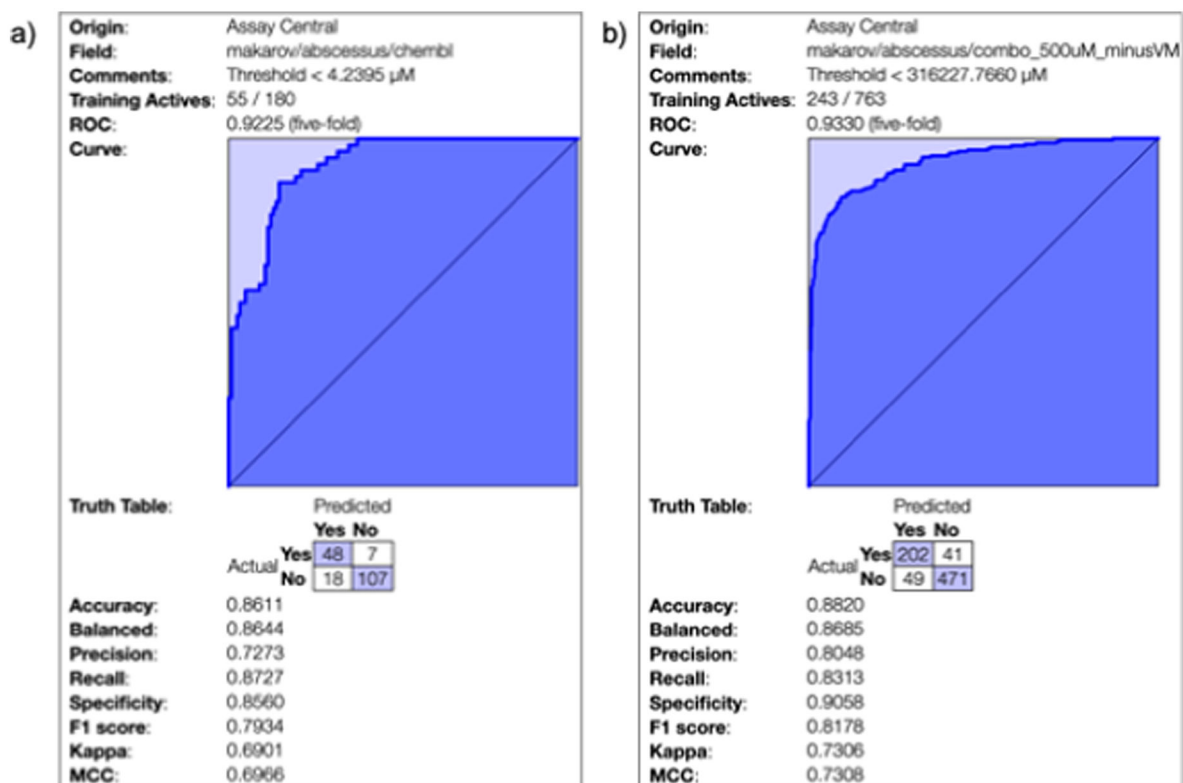 a)
Origin: Assay Central
Field: makarov/abscessus/chembl
Comments: Threshold < 4.2395 µM
Training Actives: 55 / 180
ROC: 0.9225 (five-fold)
Curve:
Truth Table: Predicted
Yes No
Actual Yes 48 7
No 18 107
Accuracy: 0.8611
Balanced: 0.8644
Precision: 0.7273
Recall: 0.8727
Specificity: 0.8560
F1 score: 0.7934
Kappa: 0.6901
MCC: 0.6966
b)
Origin: Assay Central
Field: makarov/abscessus/combo_500uM_minusVM
Comments: Threshold < 316227.7660 µM
Training Actives: 243 / 763
ROC: 0.9330 (five-fold)
Curve:
Truth Table: Predicted
Yes No
Actual Yes 202 41
No 49 471
Accuracy: 0.8820
Balanced: 0.8685
Precision: 0.8048
Recall: 0.8313
Specificity: 0.9058
F1 score: 0.8178
Kappa: 0.7306
MCC: 0.7308